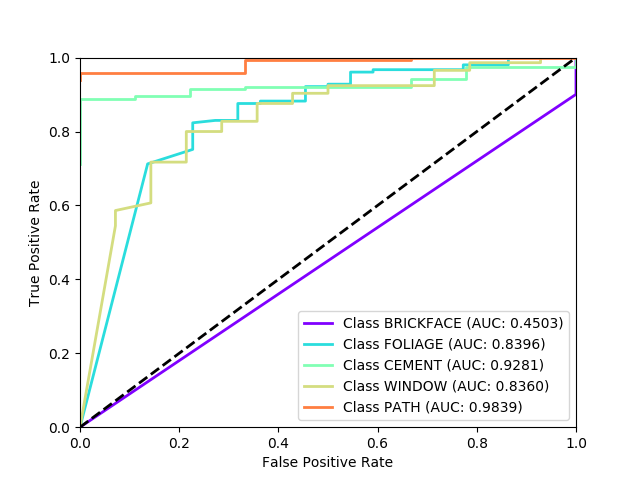 1.0
0.8
0.6
0.4
0.2
0.0
True Positive Rate
Class BRICKFACE (AUC: 0.4503)
Class FOLIAGE (AUC: 0.8396)
Class CEMENT (AUC: 0.9281)
Class WINDOW (AUC: 0.8360)
Class PATH (AUC: 0.9839)
0.0 0.2 0.4 0.6 0.8 1.0
False Positive Rate